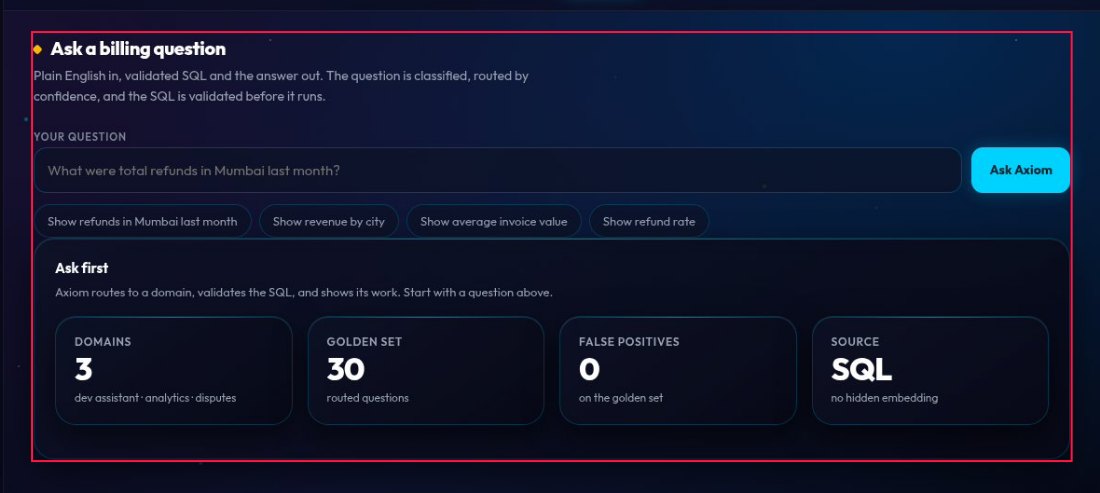 Ask a billing question
Plain English in, validated SQL and the answer out. The question is classified, routed by
confidence, and the SQL is validated before it runs.
YOUR QUESTION
What were total refunds in Mumbai last month?
Ask Axiom
Show refunds in Mumbai last month
Show revenue by city
Show average invoice value
Show refund rate
Ask first
Axiom routes to a domain, validates the SQL, and shows its work. Start with a question above.
DOMAINS
3
dev assistant · analytics · disputes
GOLDEN SET
30
routed questions
FALSE POSITIVES
0
on the golden set
SOURCE
SQL
no hidden embedding